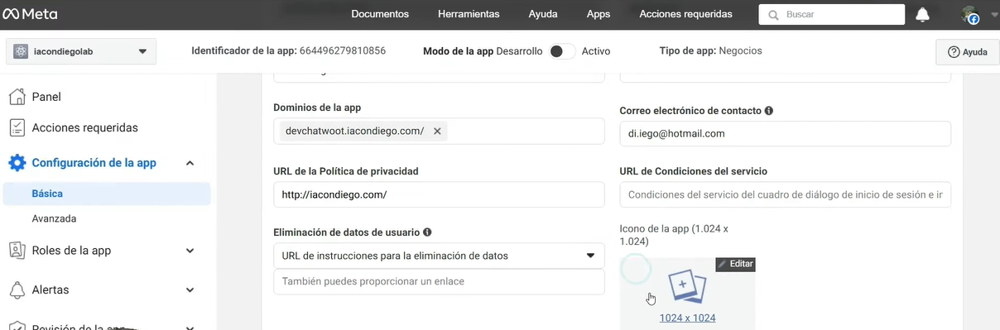 Meta
Documentos
Herramientas
Ayuda
Apps
Acciones requeridas
Buscar
iacondiegolab
Identificador de la app: 664496279810856
Modo de la app Desarrollo
Activo
Tipo de app: Negocios
Ayuda
Panel
Acciones requeridas
Configuración de la app
Básica
Avanzada
Roles de la app
Alertas
Dominios de la app
devchatwoot.iacondiego.com/
Correo electrónico de contacto
di.iego@hotmail.com
URL de la Política de privacidad
http://iacondiego.com/
URL de Condiciones del servicio
Condiciones del servicio del cuadro de diálogo de inicio de sesión e ir
Eliminación de datos de usuario
URL de instrucciones para la eliminación de datos
También puedes proporcionar un enlace
Icono de la app (1.024 x
1.024)
Editar
1024 x 1024